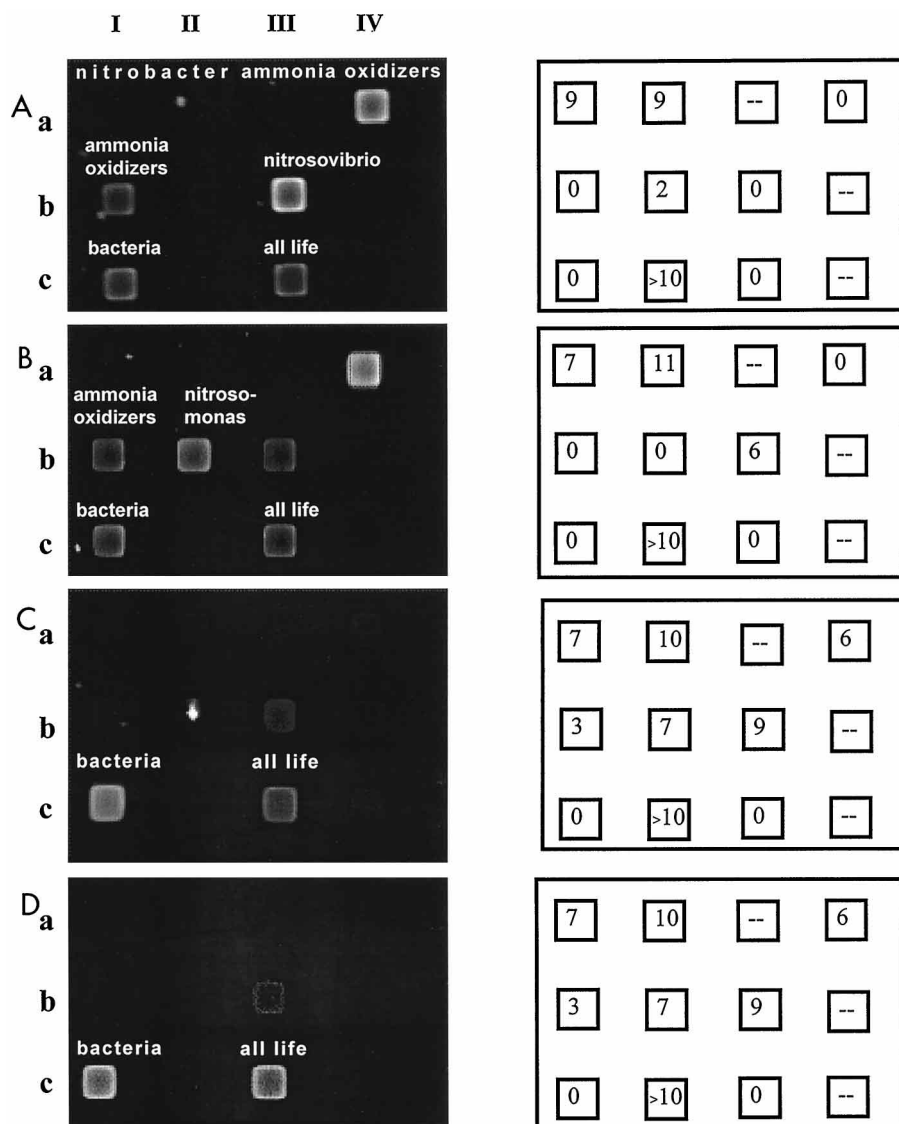 I II III IV
A
a
nitrobacter ammonia oxidizers
9 9 -- 0
ammonia
oxidizers
nitrosovibrio
b
0 2 0 --
bacteria all life
c
0 >10 0 --
B
a
7 11 -- 0
ammonia
oxidizers
nitroso-
monas
b
0 0 6 --
bacteria all life
c
0 >10 0 --
C
a
7 10 -- 6
b
3 7 9 --
bacteria all life
c
0 >10 0 --
D
a
7 10 -- 6
b
3 7 9 --
bacteria all life
c
0 >10 0 --